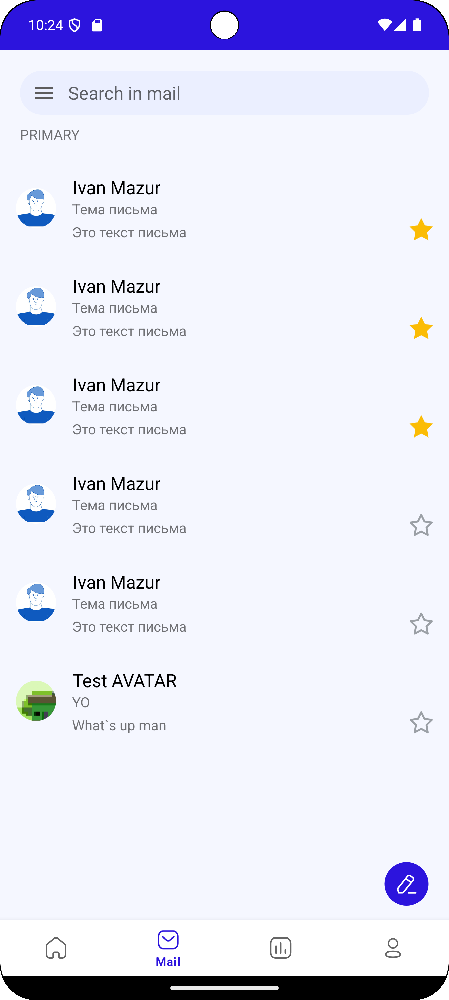 10:24
Search in mail
PRIMARY
Ivan Mazur
Тема письма
Это текст письма
Ivan Mazur
Тема письма
Это текст письма
Ivan Mazur
Тема письма
Это текст письма
Ivan Mazur
Тема письма
Это текст письма
Ivan Mazur
Тема письма
Это текст письма
Test AVATAR
YO
What`s up man
Mail